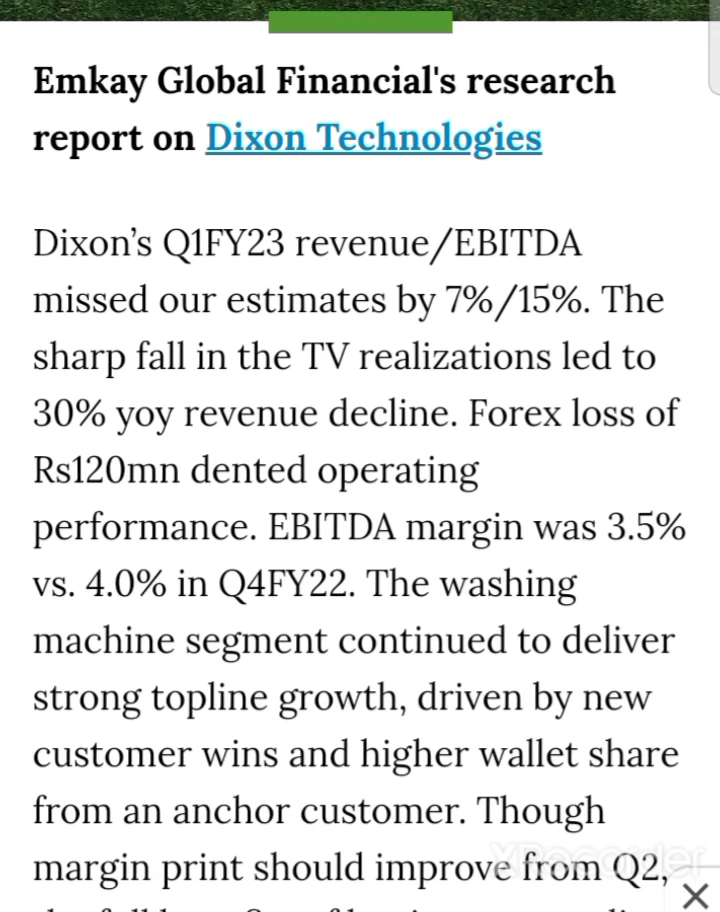 Emkay Global Financial's research
report on Dixon Technologies
Dixon’s Q1FY23 revenue/EBITDA
missed our estimates by 7%/15%. The
sharp fall in the TV realizations led to
30% yoy revenue decline. Forex loss of
Rs120mn dented operating
performance. EBITDA margin was 3.5%
vs. 4.0% in Q4FY22. The washing
machine segment continued to deliver
strong topline growth, driven by new
customer wins and higher wallet share
from an anchor customer. Though
margin print should improve from Q2,
XRecorder